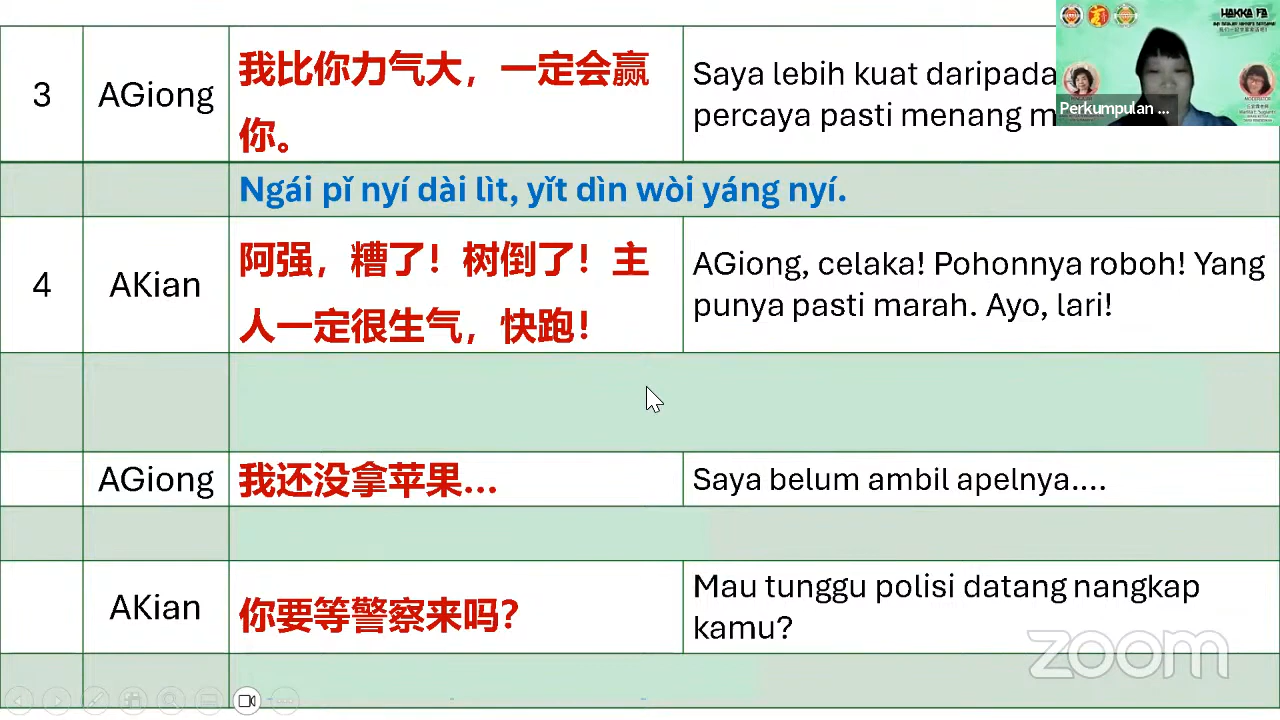 3
AGiong
我比你力气大，一定会赢
你。
Saya lebih kuat daripada
percaya pasti menang m
Ngái pǐ nyí dài lìt, yǐt dìn wòi yáng nyí.
4
AKian
阿强，糟了！树倒了！主
人一定很生气，快跑！
AGiong, celaka! Pohonnya roboh! Yang
punya pasti marah. Ayo, lari!
AGiong
我还没拿苹果...
Saya belum ambil apelnya....
AKian
你要等警察来吗？
Mau tunggu polisi datang nangkap
kamu?
HAKKA FA
Perkumpulan ...
MODERATOR
zoom